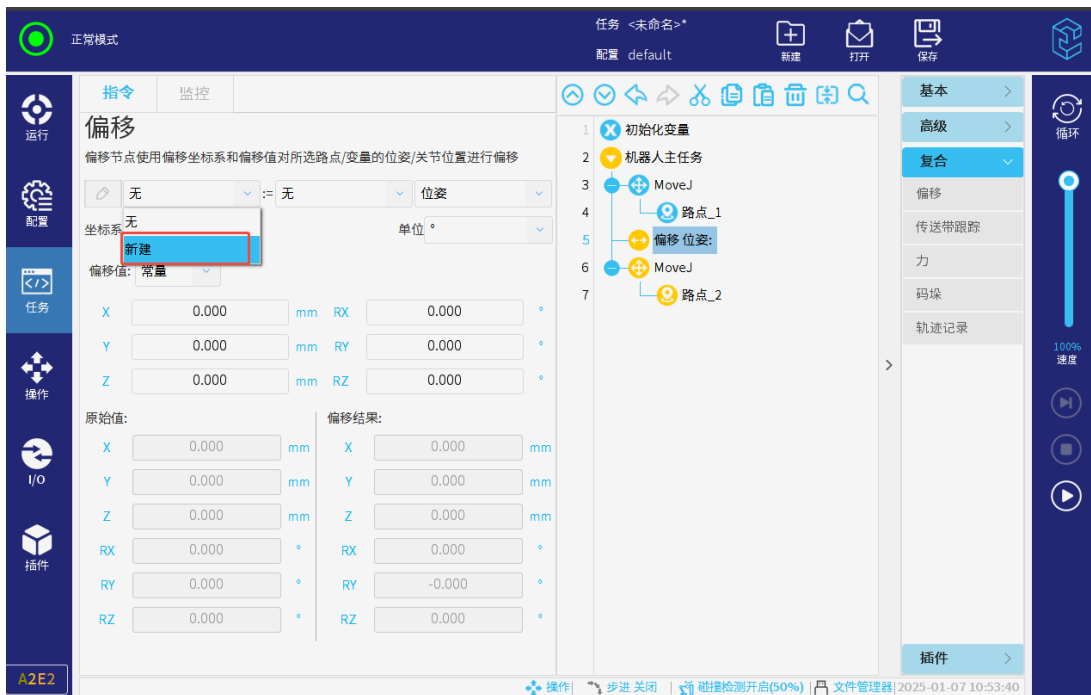 正常模式
任务 <未命名>*
配置 default
新建
打开
保存
运行
配置
任务
操作
I/O
插件
A2E2
指令
监控
偏移
偏移节点使用偏移坐标系和偏移值对所选路点/变量的位姿/关节位置进行偏移
无 := 无 位姿
无
新建
坐标系
单位 °
偏移值: 常量
X 0.000 mm RX 0.000 °
Y 0.000 mm RY 0.000 °
Z 0.000 mm RZ 0.000 °
原始值: 偏移结果:
X 0.000 mm X 0.000 mm
Y 0.000 mm Y 0.000 mm
Z 0.000 mm Z 0.000 mm
RX 0.000 ° RX 0.000 °
RY 0.000 ° RY -0.000 °
RZ 0.000 ° RZ 0.000 °
1 初始化变量
2 机器人主任务
3 MoveJ
4 路点_1
5 偏移 位姿:
6 MoveJ
7 路点_2
基本
高级
复合
偏移
传送带跟踪
力
码垛
轨迹记录
插件
循环
100%
速度
操作| 步进 关闭 | 碰撞检测开启(50%) | 文件管理器|2025-01-07 10:53:40